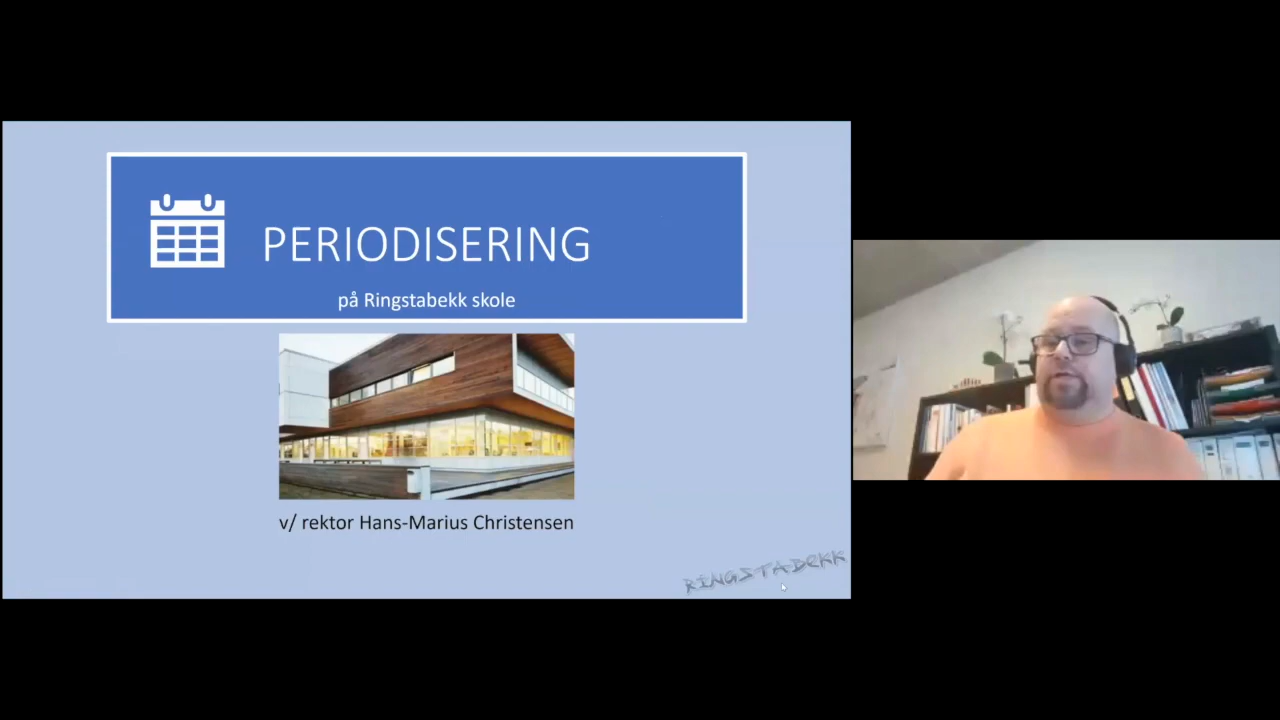 PERIODISERING
på Ringstabekk skole
v/ rektor Hans-Marius Christensen
RINGSTABEKK